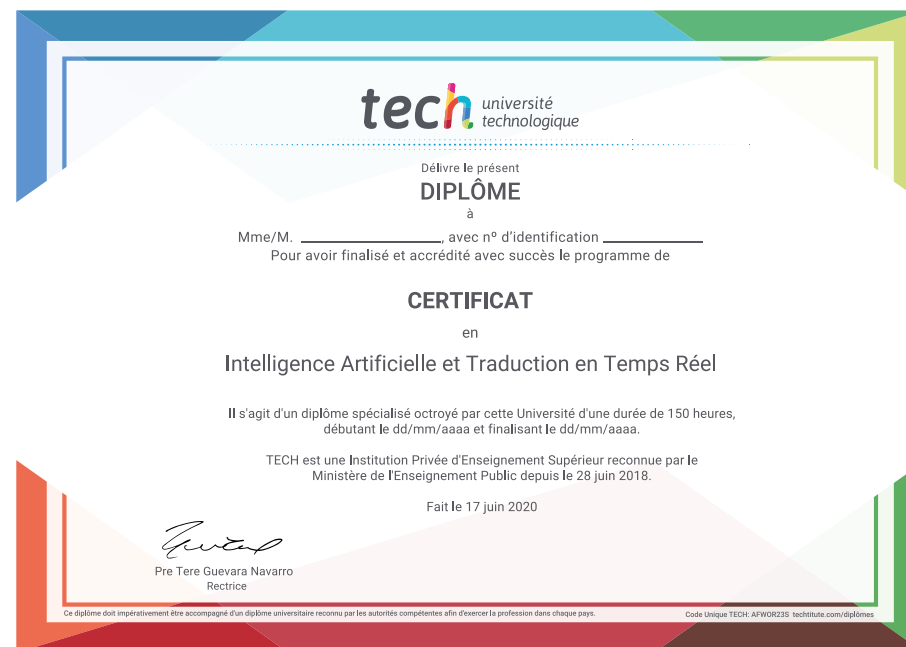 tech université
technologique
Délivre le présent
DIPLÔME
à
Mme/M. ____________________, avec nº d'identification ______________
Pour avoir finalisé et accrédité avec succès le programme de
CERTIFICAT
en
Intelligence Artificielle et Traduction en Temps Réel
Il s'agit d'un diplôme spécialisé octroyé par cette Université d'une durée de 150 heures,
débutant le dd/mm/aaaa et finalisant le dd/mm/aaaa.
TECH est une Institution Privée d'Enseignement Supérieur reconnue par le
Ministère de l'Enseignement Public depuis le 28 juin 2018.
Fait le 17 juin 2020
Pre Tere Guevara Navarro
Rectrice
Ce diplôme doit impérativement être accompagné d'un diplôme universitaire reconnu par les autorités compétentes afin d'exercer la profession dans chaque pays.
Code Unique TECH: AFWOR23S techtitute.com/diplômes